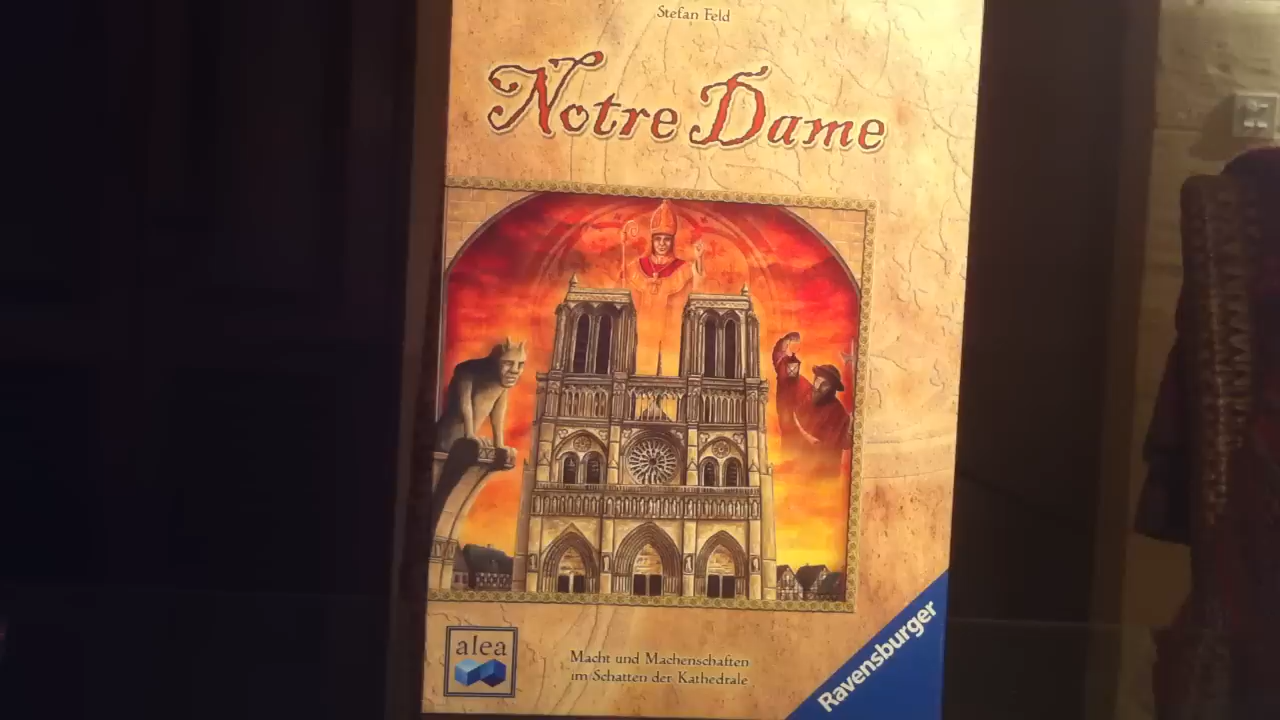 Stefan Feld
Notre Dame
alea
Macht und Machenschaften
im Schatten der Kathedrale
Ravensburger